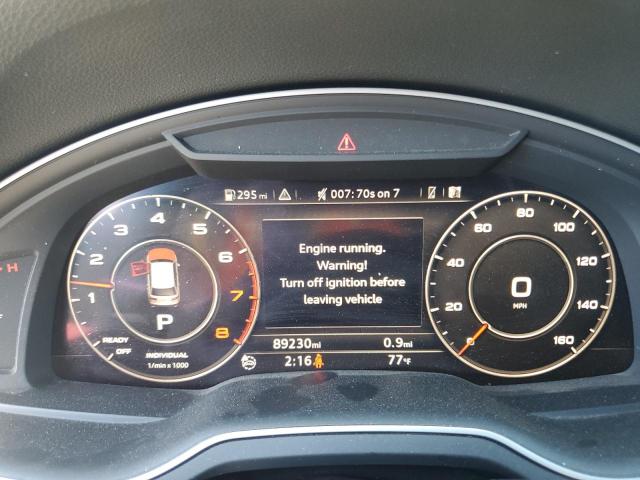 295 mi 007: 70s on 7
80
60 100
40 120
20 140
160
0
MPH
3 4 5
2 6
1 7
8
P
READY
OFF
INDIVIDUAL
1/min x 1000
Engine running.
Warning!
Turn off ignition before
leaving vehicle
89230mi 0.9mi
2:16 77°F
H